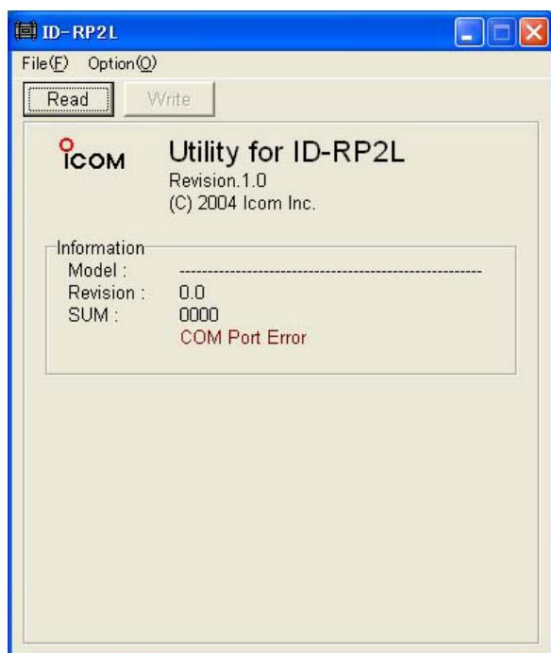 ID-RP2L
File(F) Option(O)
Read Write
ICOM
Utility for ID-RP2L
Revision.1.0
(C) 2004 Icom Inc.
Information
Model : ------------------------------------------------------
Revision : 0.0
SUM : 0000
COM Port Error